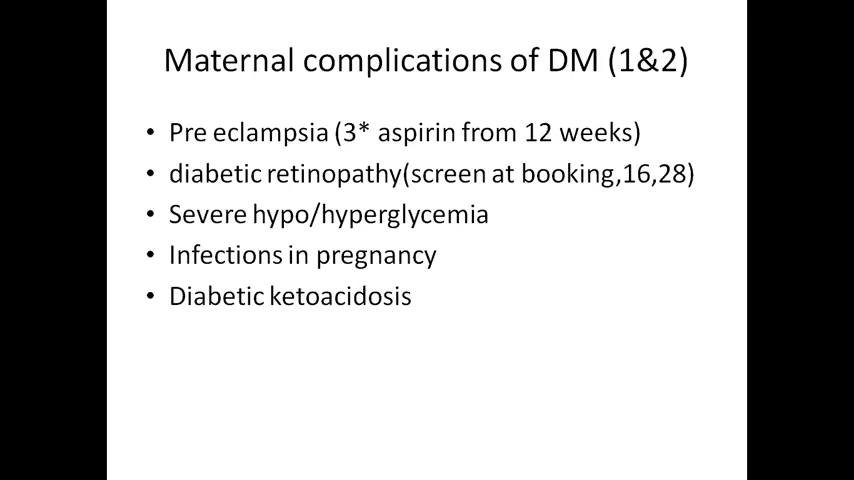 Maternal complications of DM (1&2)
• Pre eclampsia (3* aspirin from 12 weeks)
• diabetic retinopathy(screen at booking,16,28)
• Severe hypo/hyperglycemia
• Infections in pregnancy
• Diabetic ketoacidosis